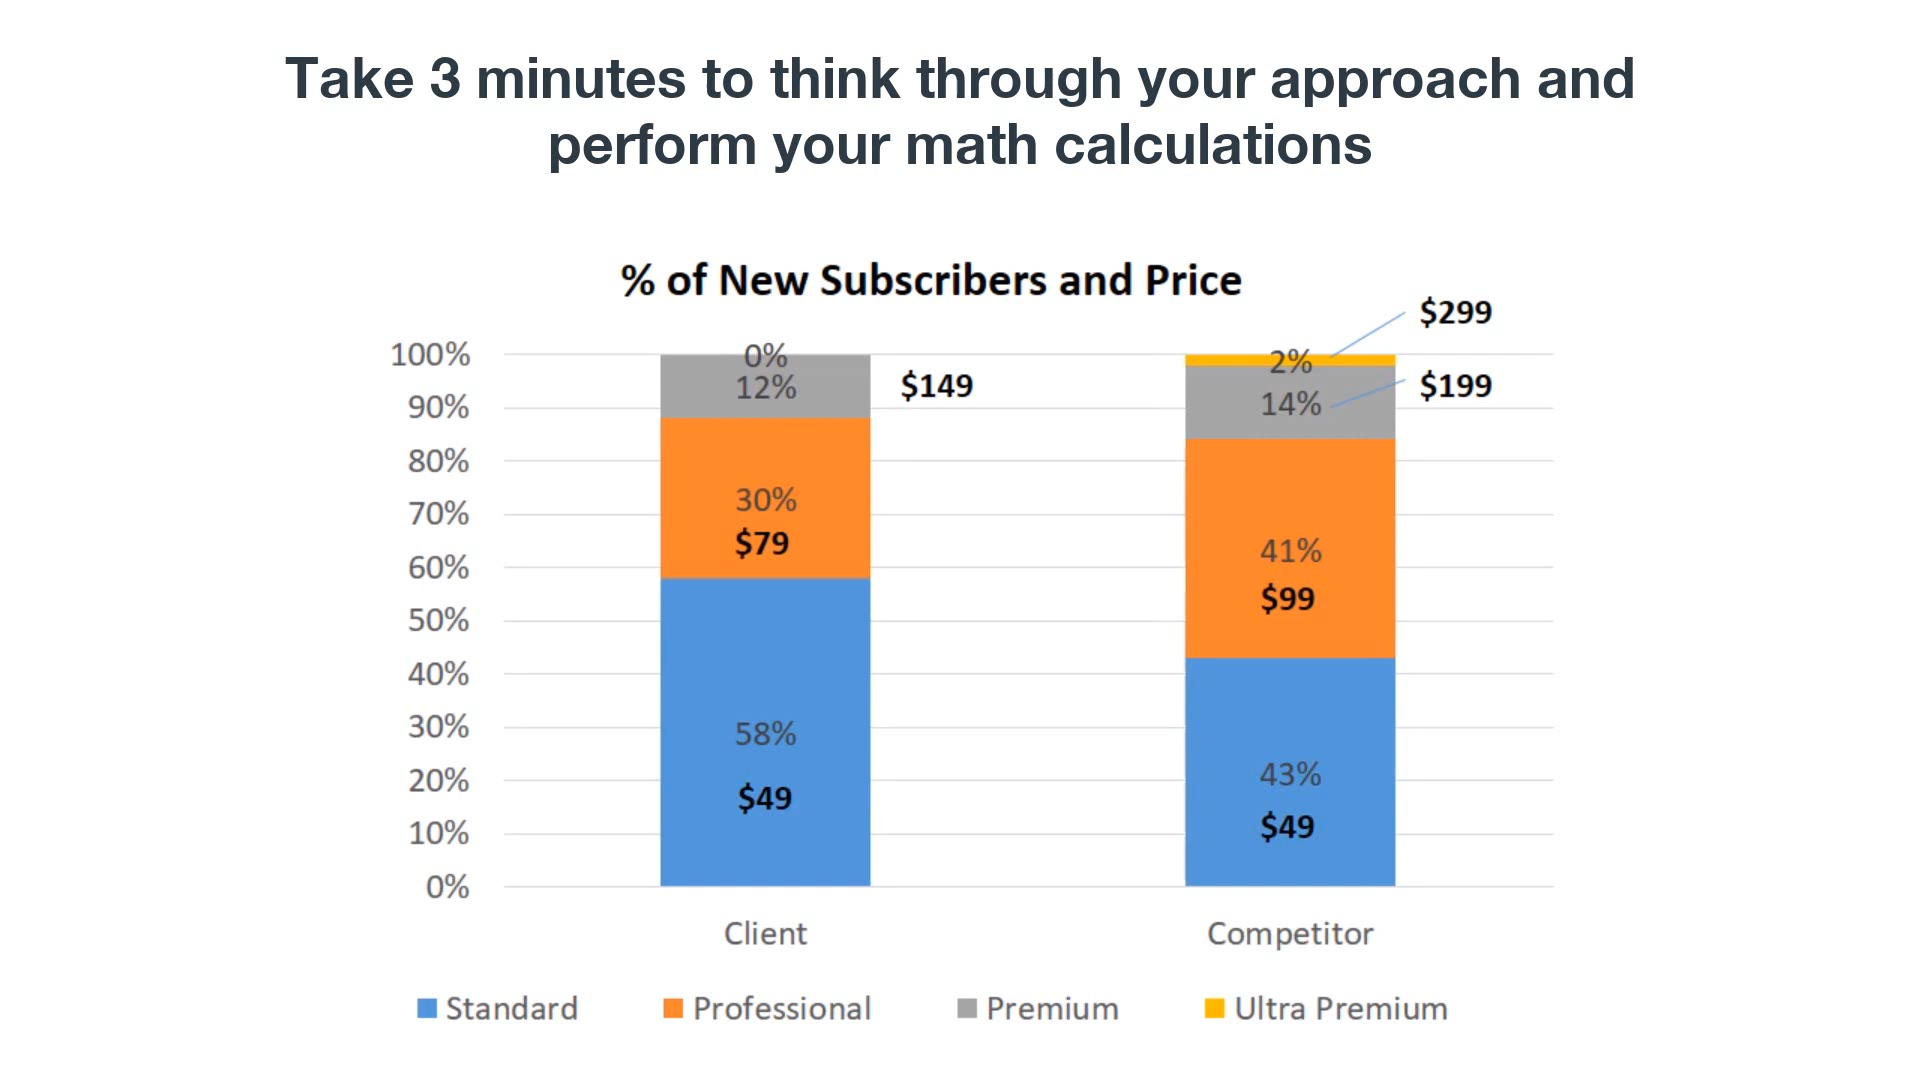 Take 3 minutes to think through your approach and
perform your math calculations
% of New Subscribers and Price
$299
100%
0%
2%
12%
$149
$199
14%
90%
80%
30%
70%
$79
41%
60%
$99
50%
40%
58%
30%
43%
20%
$49
$49
10%
0%
Client
Competitor
Standard
Professional
Premium
Ultra Premium